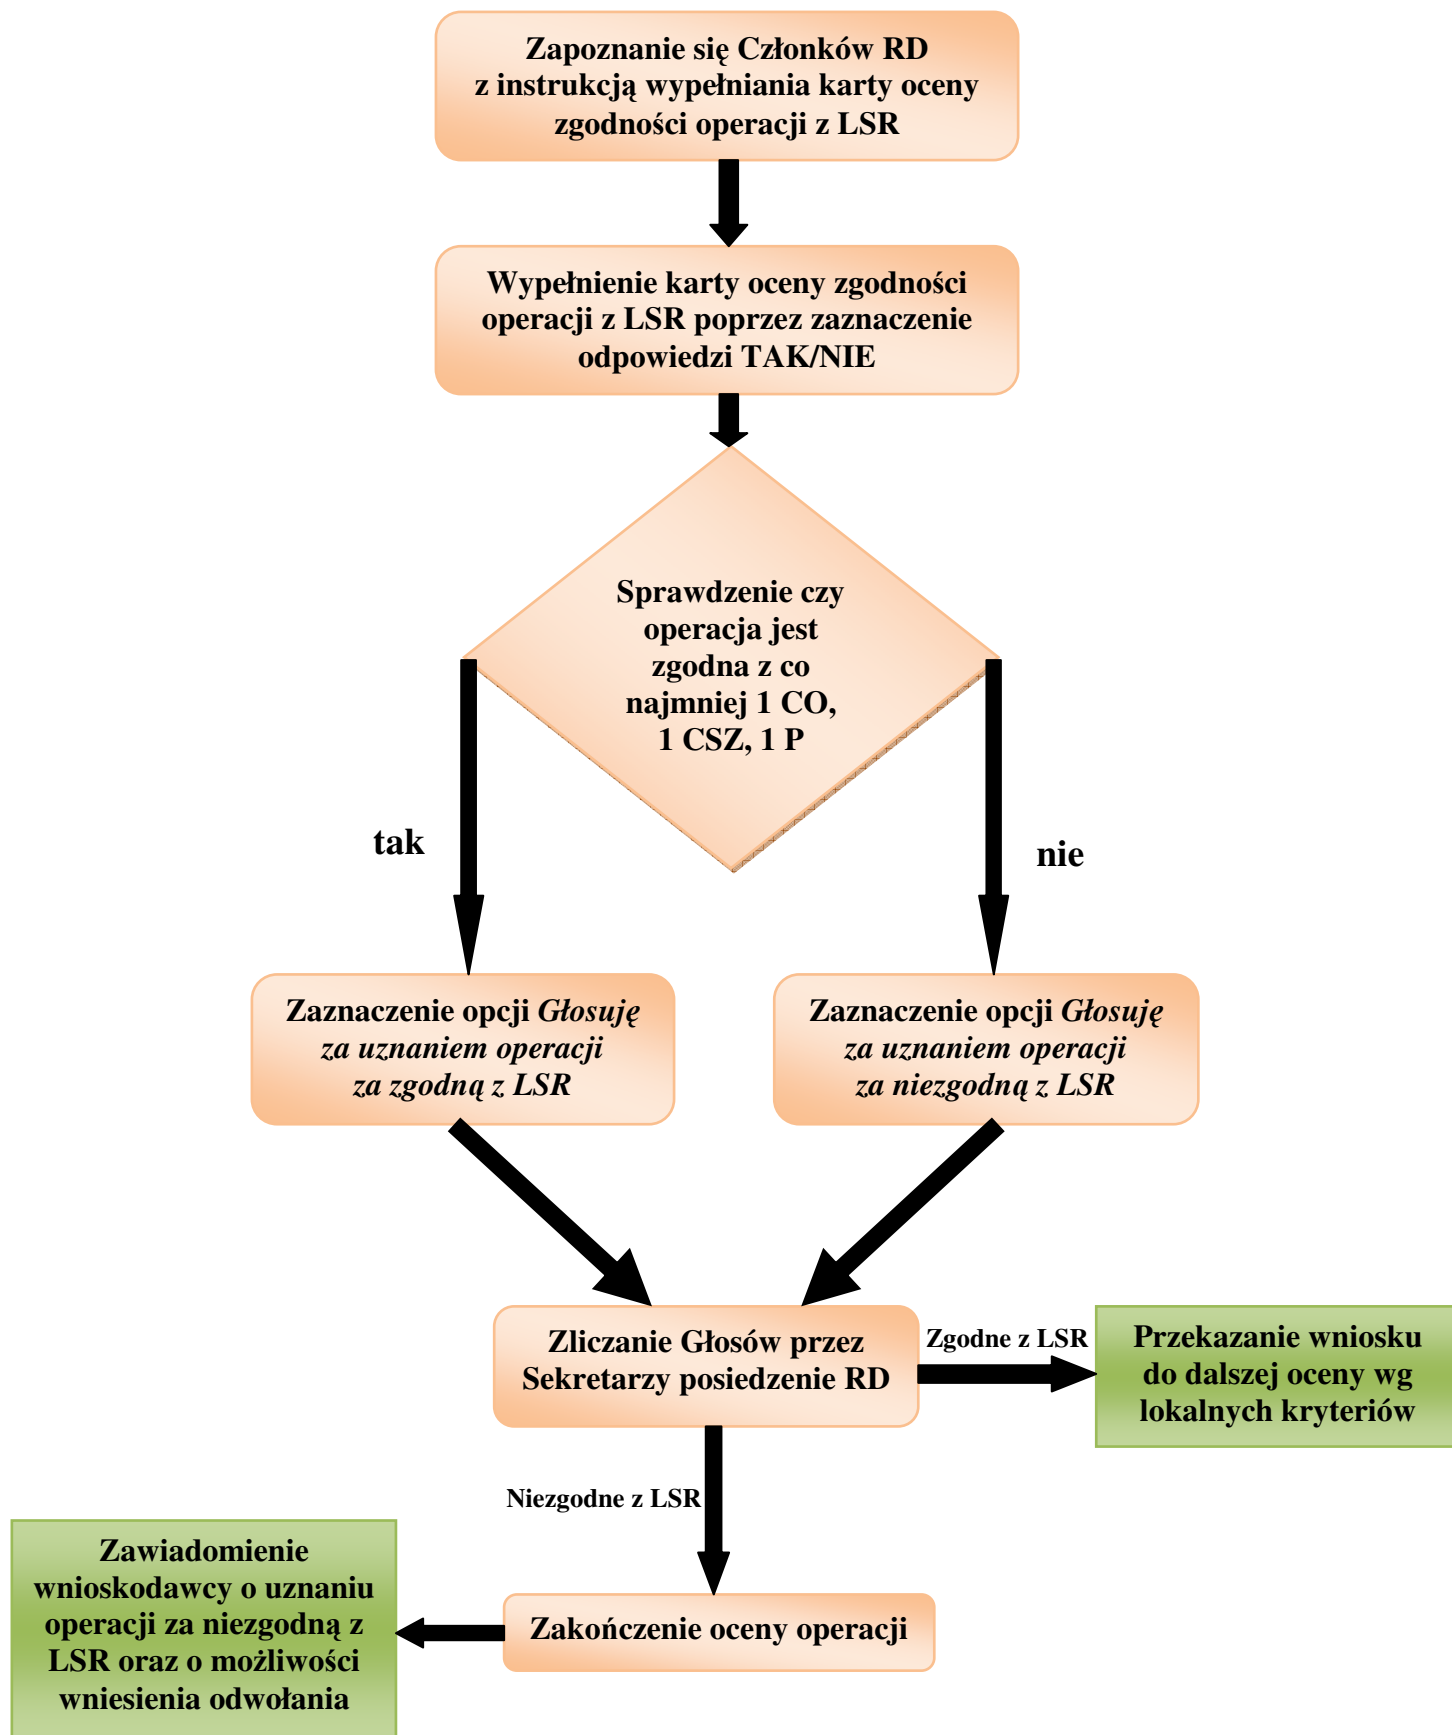 Zapoznanie się Członków RD
z instrukcją wypełniania karty oceny
zgodności operacji z LSR
Wypełnienie karty oceny zgodności
operacji z LSR poprzez zaznaczenie
odpowiedzi TAK/NIE
Sprawdzenie czy
operacja jest
zgodna z co
najmniej 1 CO,
1 CSZ, 1 P
tak
nie
Zaznaczenie opcji Głosuję
za uznaniem operacji
za zgodną z LSR
Zaznaczenie opcji Głosuję
za uznaniem operacji
za niezgodną z LSR
Zliczanie Głosów przez
Sekretarzy posiedzenie RD
Zgodne z LSR
Przekazanie wniosku
do dalszej oceny wg
lokalnych kryteriów
Niezgodne z LSR
Zawiadomienie
wnioskodawcy o uznaniu
operacji za niezgodną z
LSR oraz o możliwości
wniesienia odwołania
Zakończenie oceny operacji